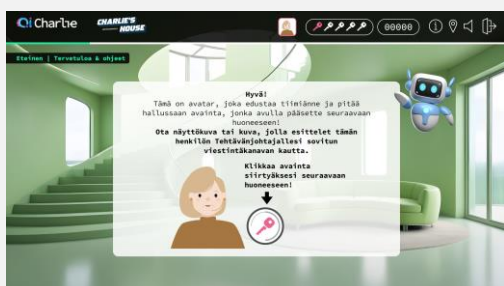 Charlie
CHARLIE'S
HOUSE
00000
Eteinen | Tervetuloa & ohjeet
Hyvä!
Tämä on avatar, joka edustaa tiimiänne ja pitää
hallussaan avainta, jonka avulla pääsette seuraavaan
huoneeseen!
Ota näyttökuva tai kuva, jolla esittelet tämän
henkilön Tehtävänjohtajallesi sovitun
viestintäkanavan kautta.
Klikkaa avainta
siirtyäksesi seuraavaan
huoneeseen!